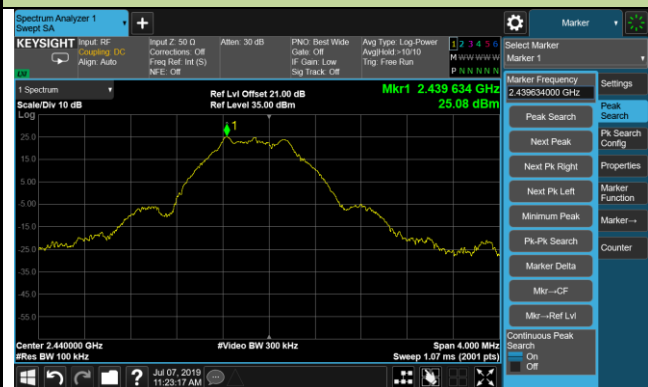 Spectrum Analyzer 1
Swept SA
Marker
KEYSIGHT
Input: RF
Coupling: DC
Align: Auto
Input Z: 50 Ω
Corrections: Off
Freq Ref: Int (S)
NFE: Off
Atten: 30 dB
PNO: Best Wide
Gate: Off
IF Gain: Low
Sig Track: Off
Avg Type: Log-Power
Avg|Hold:>10/10
Trig: Free Run
1 2 3 4 5 6
M W W W W W
P N N N N N
Select Marker
Marker 1
1 Spectrum
Scale/Div 10 dB
Log
Ref Lvl Offset 21.00 dB
Ref Level 35.00 dBm
Mkr1 2.439 634 GHz
25.08 dBm
1
25.0
15.0
5.00
-5.00
-15.0
-25.0
-35.0
-45.0
-55.0
Center 2.440000 GHz
#Res BW 100 kHz
#Video BW 300 kHz
Span 4.000 MHz
Sweep 1.07 ms (2001 pts)
Marker Frequency
2.439634000 GHz
Peak Search
Next Peak
Next Pk Right
Next Pk Left
Minimum Peak
Pk-Pk Search
Marker Delta
Mkr→CF
Mkr→Ref Lvl
Continuous Peak
Search
On
Off
Settings
Peak
Search
Pk Search
Config
Properties
Marker
Function
Marker→
Counter
Jul 07, 2019
11:23:17 AM